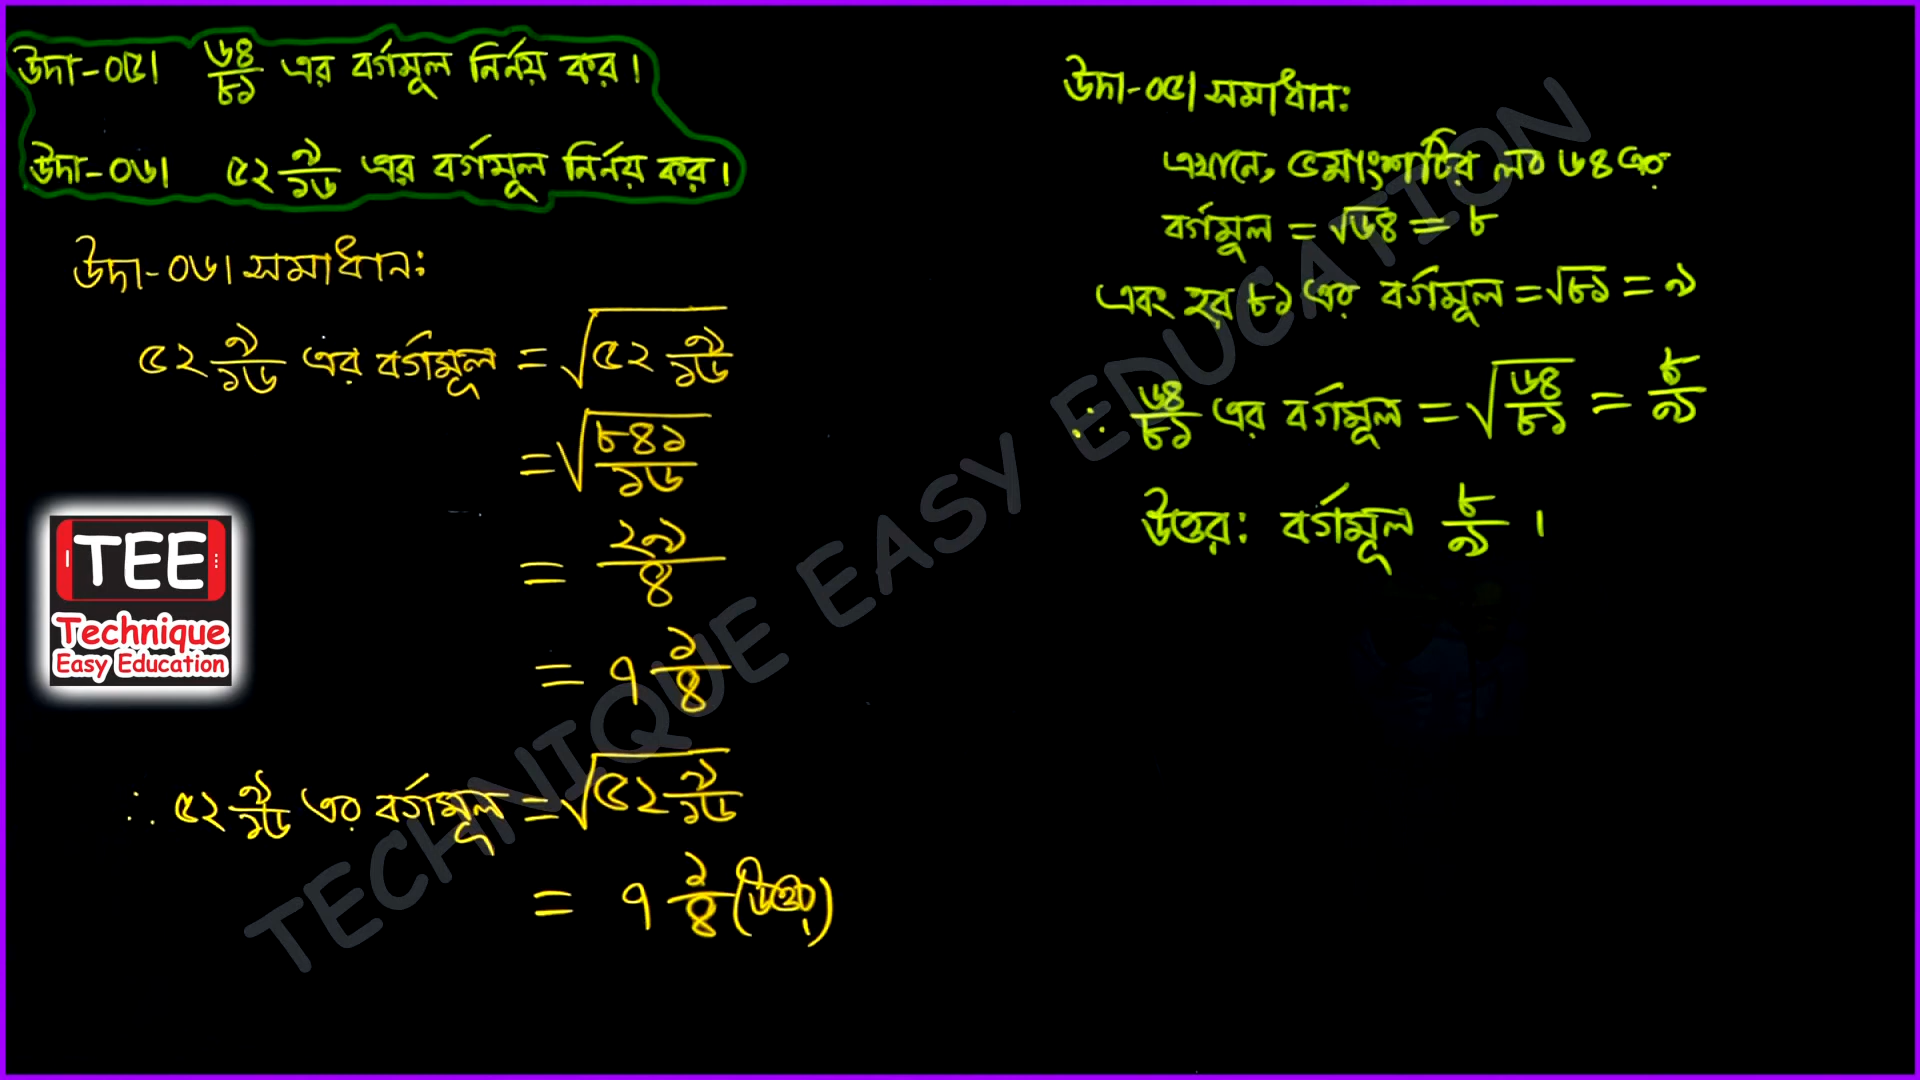 উদা-০৫। ৬৪/৮১ এর বর্গমূল নির্নয় কর।
উদা-০৬। ৫২ ৯/১৬ এর বর্গমূল নির্নয় কর।
উদা-০৬। সমাধান:
৫২ ৯/১৬ এর বর্গমূল = √৫২ ৯/১৬
= √৮৪১/১৬
= ২৯/৪
= ৭ ১/৪
∴ ৫২ ৯/১৬ এর বর্গমূল = √৫২ ৯/১৬
= ৭ ১/৪ (উত্তর)
উদা-০৫। সমাধান:
এখানে, ভগ্নাংশটির লব ৬৪ এর
বর্গমূল = √৬৪ = ৮
এবং হর ৮১ এর বর্গমূল = √৮১ = ৯
∴ ৬৪/৮১ এর বর্গমূল = √৬৪/৮১ = ৮/৯
উত্তর: বর্গমূল ৮/৯ ।
TEE
Technique
Easy Education
TECHNIQUE EASY EDUCATION